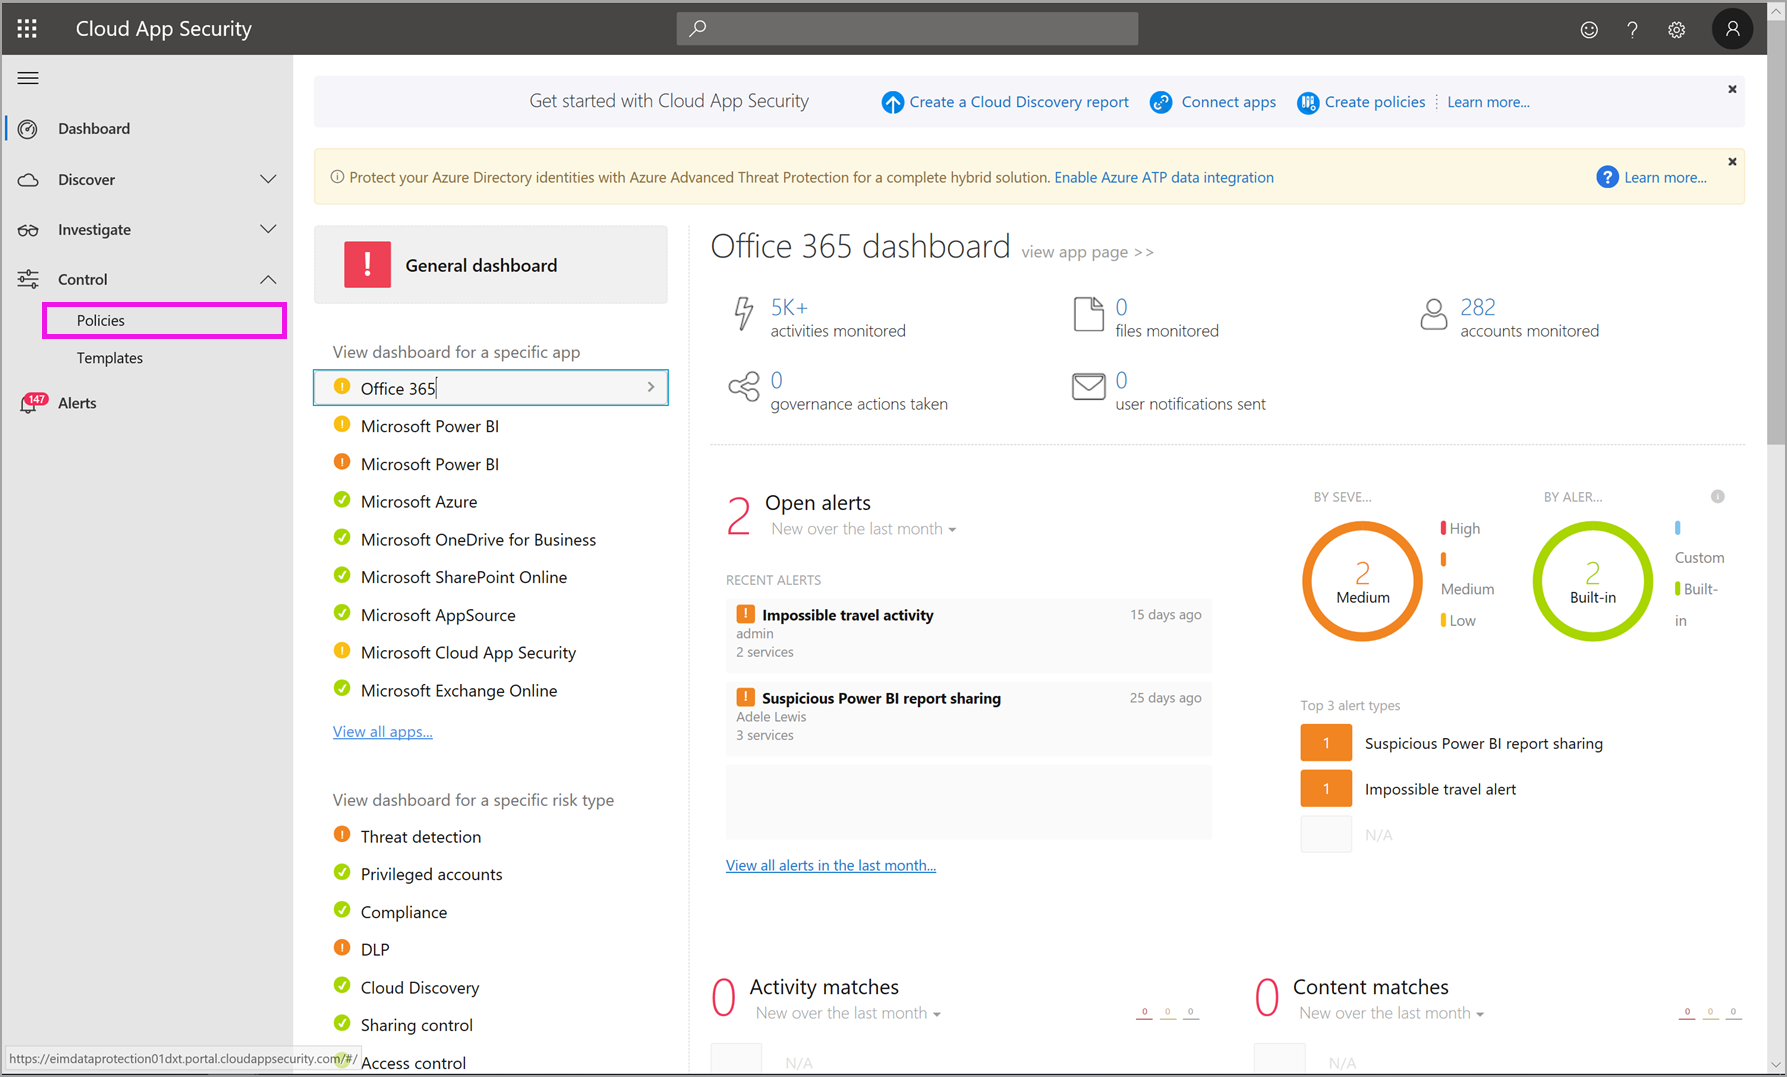 Cloud App Security
Get started with Cloud App Security
Create a Cloud Discovery report
Connect apps
Create policies
Learn more...
Protect your Azure Directory identities with Azure Advanced Threat Protection for a complete hybrid solution. Enable Azure ATP data integration
Learn more...
Dashboard
Discover
Investigate
Control
Policies
Templates
147
Alerts
General dashboard
View dashboard for a specific app
Office 365
Microsoft Power BI
Microsoft Power BI
Microsoft Azure
Microsoft OneDrive for Business
Microsoft SharePoint Online
Microsoft AppSource
Microsoft Cloud App Security
Microsoft Exchange Online
View all apps...
View dashboard for a specific risk type
Threat detection
Privileged accounts
Compliance
DLP
Cloud Discovery
Sharing control
Access control
https://eimdataprotection01dxt.portal.cloudappsecurity.com/#/
Office 365 dashboard
view app page >>
5K+
activities monitored
0
files monitored
282
accounts monitored
0
governance actions taken
0
user notifications sent
2
Open alerts
New over the last month
RECENT ALERTS
Impossible travel activity
15 days ago
admin
2 services
Suspicious Power BI report sharing
25 days ago
Adele Lewis
3 services
View all alerts in the last month...
BY SEVE...
2
Medium
High
Medium
Low
BY ALER...
2
Built-in
Custom
Built-
in
Top 3 alert types
1
Suspicious Power BI report sharing
1
Impossible travel alert
N/A
0
Activity matches
New over the last month
0 0 0
N/A
0
Content matches
New over the last month
0 0 0
N/A